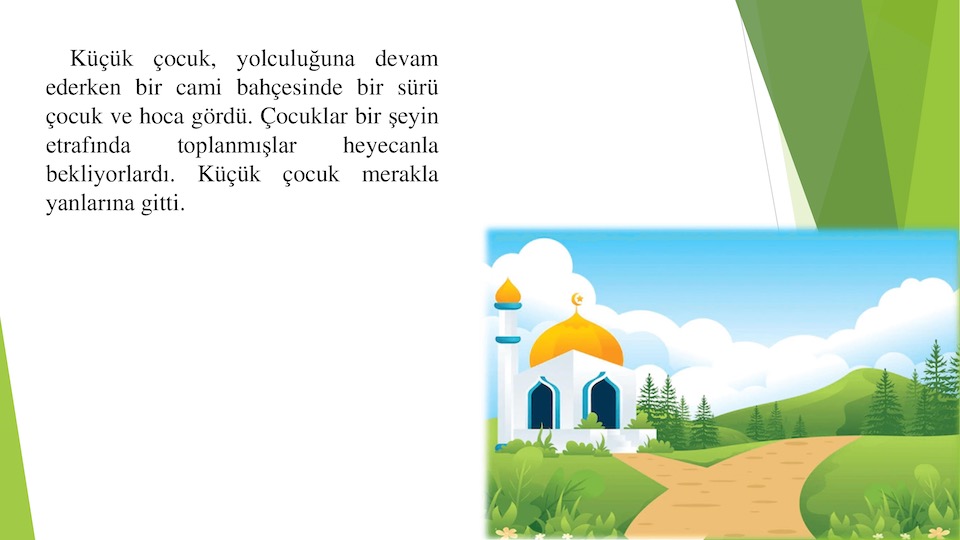 Küçük çocuk, yolculuğuna devam
ederken bir cami bahçesinde bir sürü
çocuk ve hoca gördü. Çocuklar bir şeyin
etrafında toplanmışlar heyecanla
bekliyorlardı. Küçük çocuk merakla
yanlarına gitti.